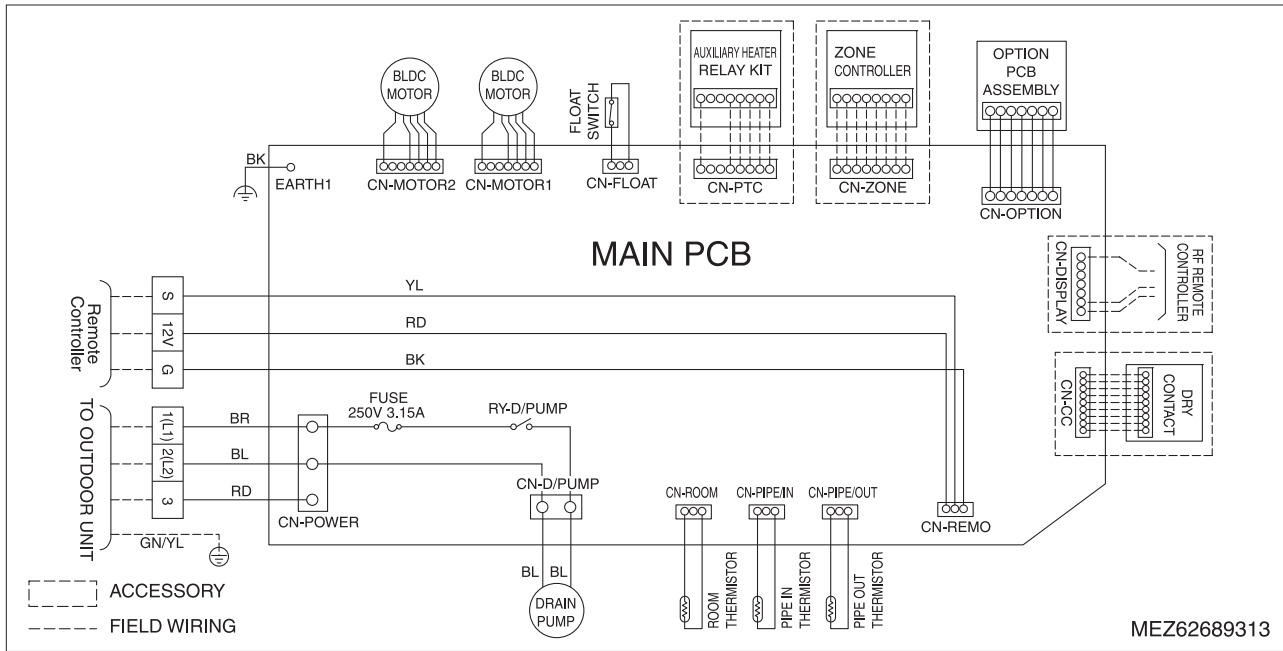 BLDC
MOTOR
BLDC
MOTOR
FLOAT
SWITCH
AUXILIARY HEATER
RELAY KIT
ZONE
CONTROLLER
OPTION
PCB
ASSEMBLY
BK
EARTH1
CN-MOTOR2
CN-MOTOR1
CN-FLOAT
CN-PTC
CN-ZONE
CN-OPTION
MAIN PCB
CN-DISPLAY
RF REMOTE
CONTROLLER
Remote
Controller
S
12V
G
YL
RD
BK
CN-CC
DRY
CONTACT
TO OUTDOOR UNIT
1(L1)
2(L2)
3
BR
BL
RD
GN/YL
CN-POWER
FUSE
250V 3.15A
RY-D/PUMP
CN-D/PUMP
BL
BL
DRAIN
PUMP
CN-ROOM
CN-PIPE/IN
CN-PIPE/OUT
CN-REMO
ROOM
THERMISTOR
PIPE IN
THERMISTOR
PIPE OUT
THERMISTOR
ACCESSORY
FIELD WIRING
MEZ62689313